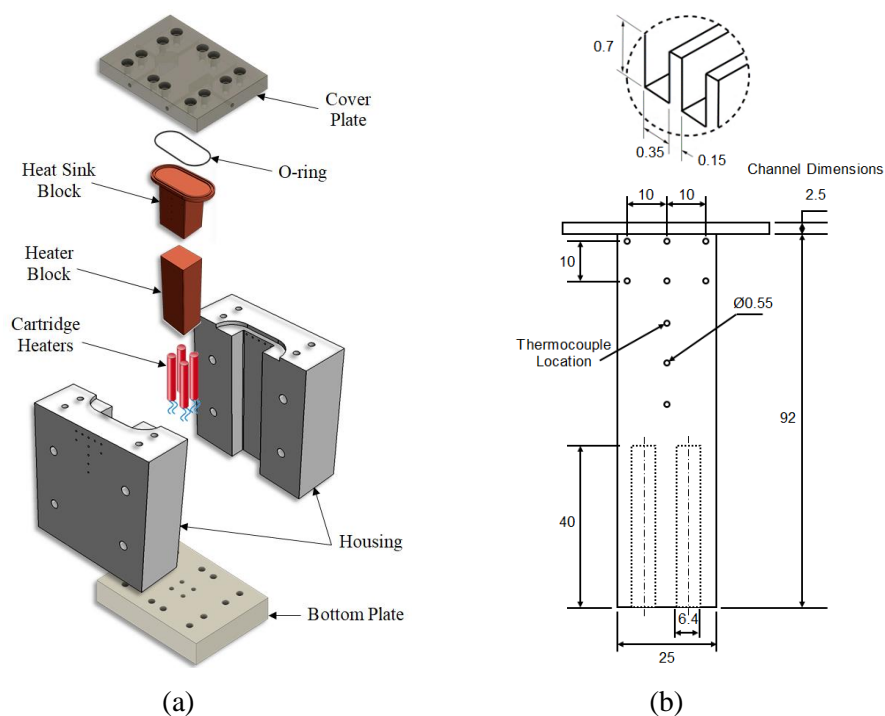 Cover
Plate
O-ring
Heat Sink
Block
Heater
Block
Cartridge
Heaters
Housing
Bottom Plate
(a)
0.7
0.35
0.15
Channel Dimensions
10
10
2.5
10
Ø0.55
Thermocouple
Location
92
40
6.4
25
(b)